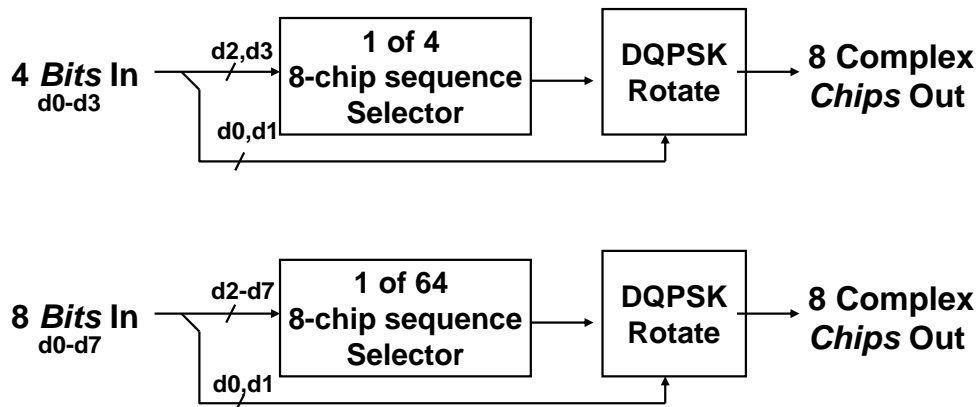 4 Bits In
d0-d3
d2,d3
1 of 4
8-chip sequence
Selector
d0,d1
DQPSK
Rotate
8 Complex
Chips Out
8 Bits In
d0-d7
d2-d7
1 of 64
8-chip sequence
Selector
d0,d1
DQPSK
Rotate
8 Complex
Chips Out